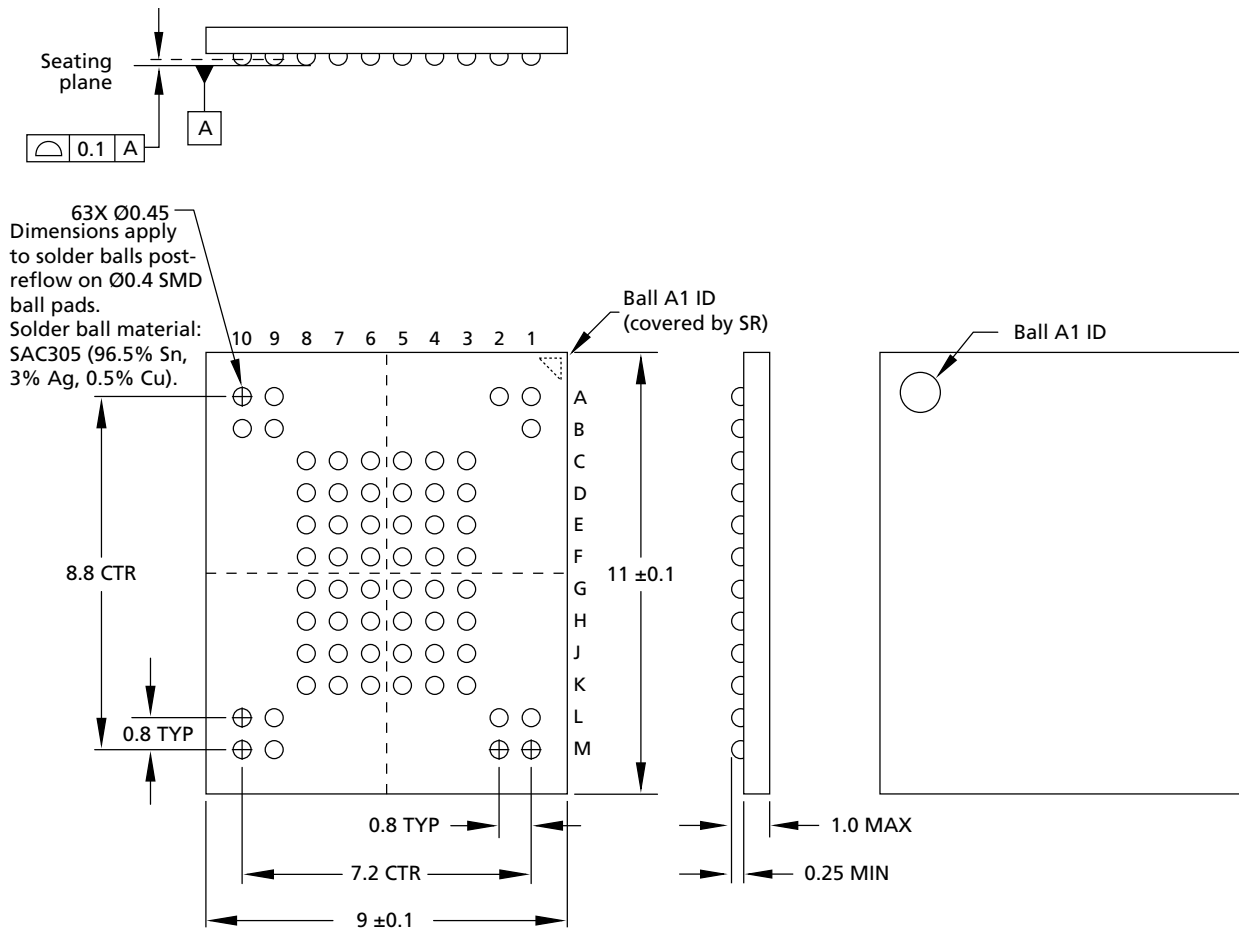 Seating
plane
A
0.1 A
63X Ø0.45
Dimensions apply
to solder balls post-
reflow on Ø0.4 SMD
ball pads.
Solder ball material:
SAC305 (96.5% Sn,
3% Ag, 0.5% Cu).
Ball A1 ID
(covered by SR)
Ball A1 ID
10 9 8 7 6 5 4 3 2 1
A
B
C
D
E
F
G
H
J
K
L
M
8.8 CTR
11 ±0.1
0.8 TYP
0.8 TYP
1.0 MAX
7.2 CTR
0.25 MIN
9 ±0.1